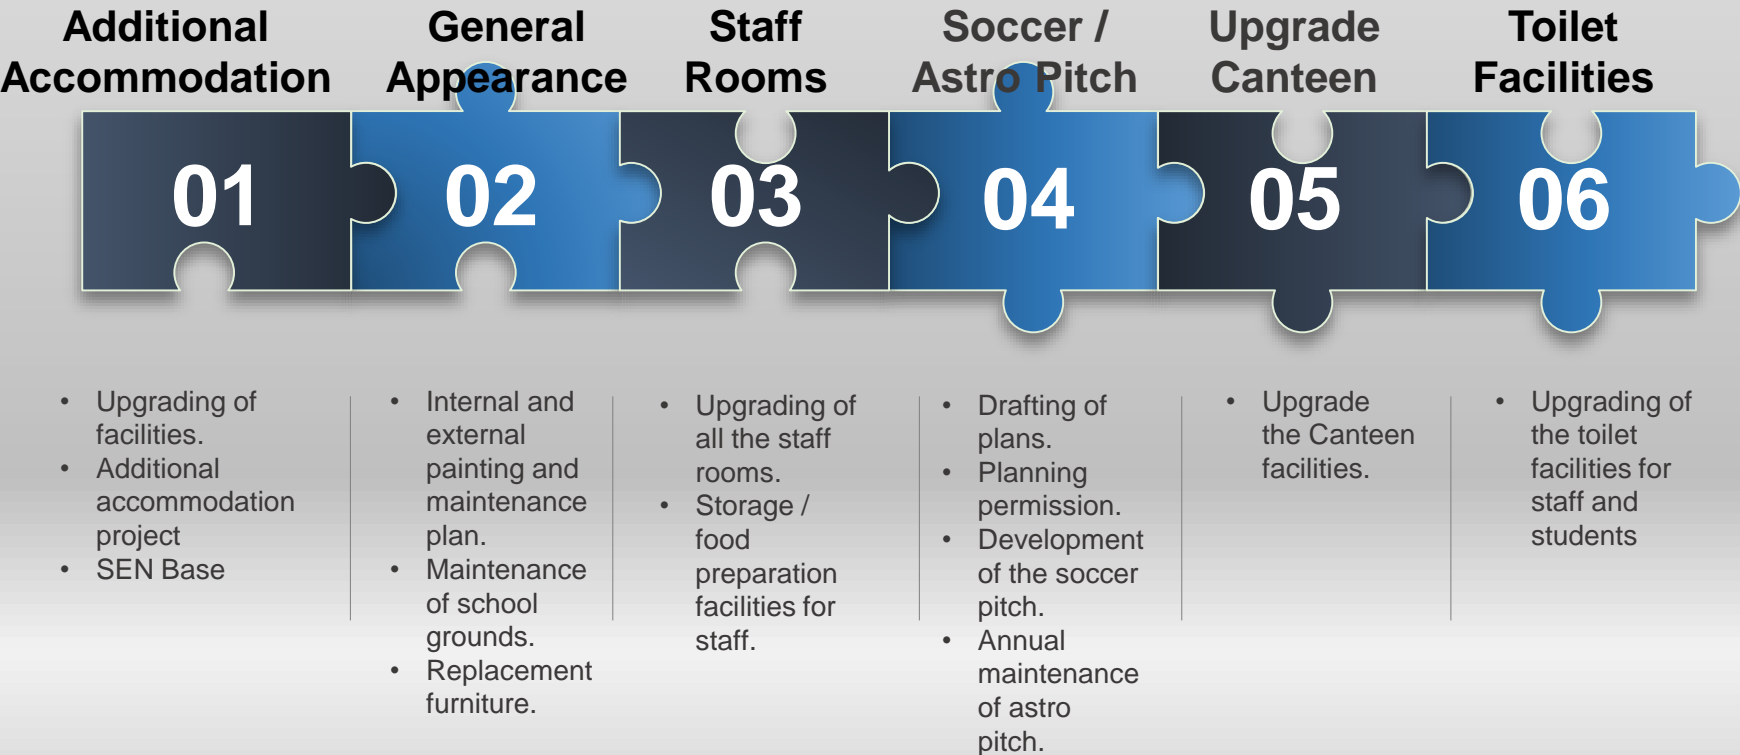 Additional
Accommodation
General
Appearance
Staff
Rooms
Soccer /
Astro Pitch
Upgrade
Canteen
Toilet
Facilities
01
02
03
04
05
06
• Upgrading of
facilities.
• Additional
accommodation
project
• SEN Base
• Internal and
external
painting and
maintenance
plan.
• Maintenance
of school
grounds.
• Replacement
furniture.
• Upgrading of
all the staff
rooms.
• Storage /
food
preparation
facilities for
staff.
• Drafting of
plans.
• Planning
permission.
• Development
of the soccer
pitch.
• Annual
maintenance
of astro
pitch.
• Upgrade
the Canteen
facilities.
• Upgrading of
the toilet
facilities for
staff and
students